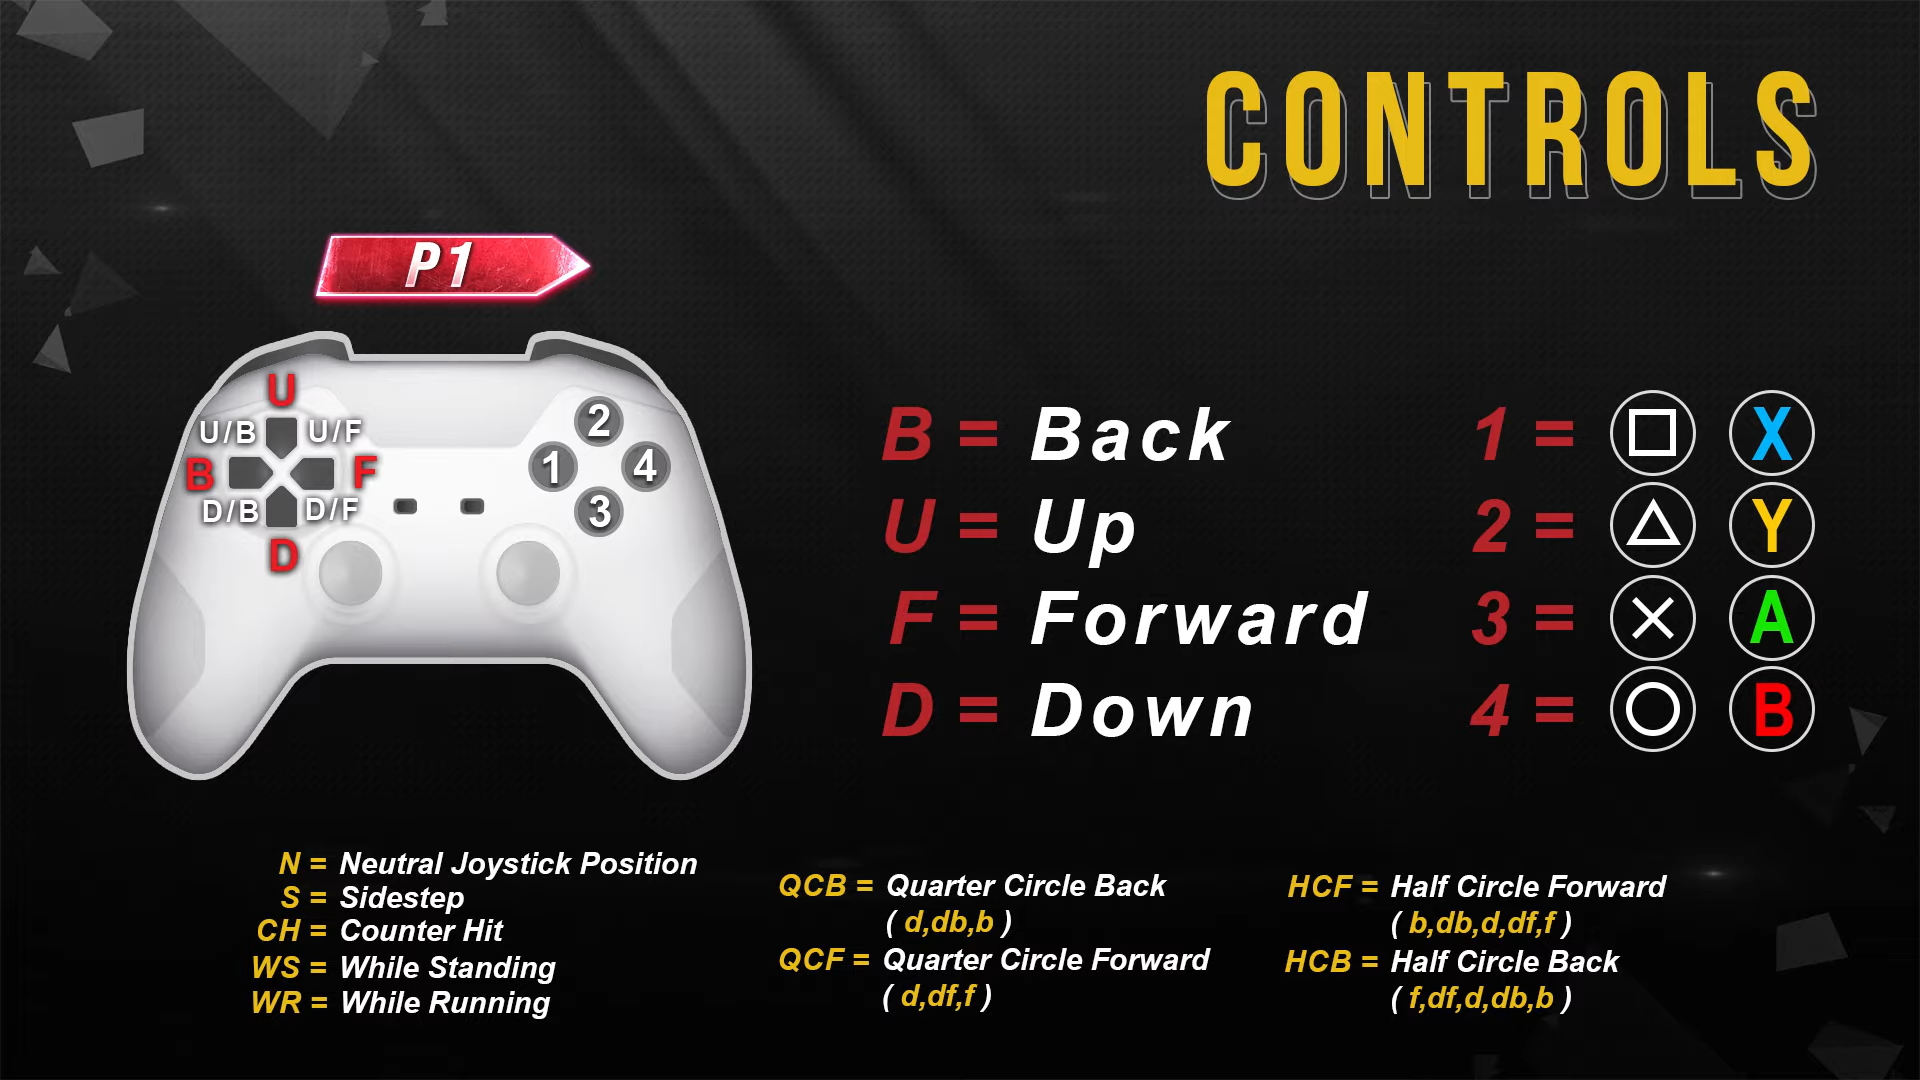 CONTROLS
P1
U
U/B U/F
B F
D/B D/F
D
2
1 4
3
B = Back
U = Up
F = Forward
D = Down
1 = X
2 = Y
3 = A
4 = B
N = Neutral Joystick Position
S = Sidestep
CH = Counter Hit
WS = While Standing
WR = While Running
QCB = Quarter Circle Back
( d,db,b )
QCF = Quarter Circle Forward
( d,df,f )
HCF = Half Circle Forward
( b,db,d,df,f )
HCB = Half Circle Back
( f,df,d,db,b )